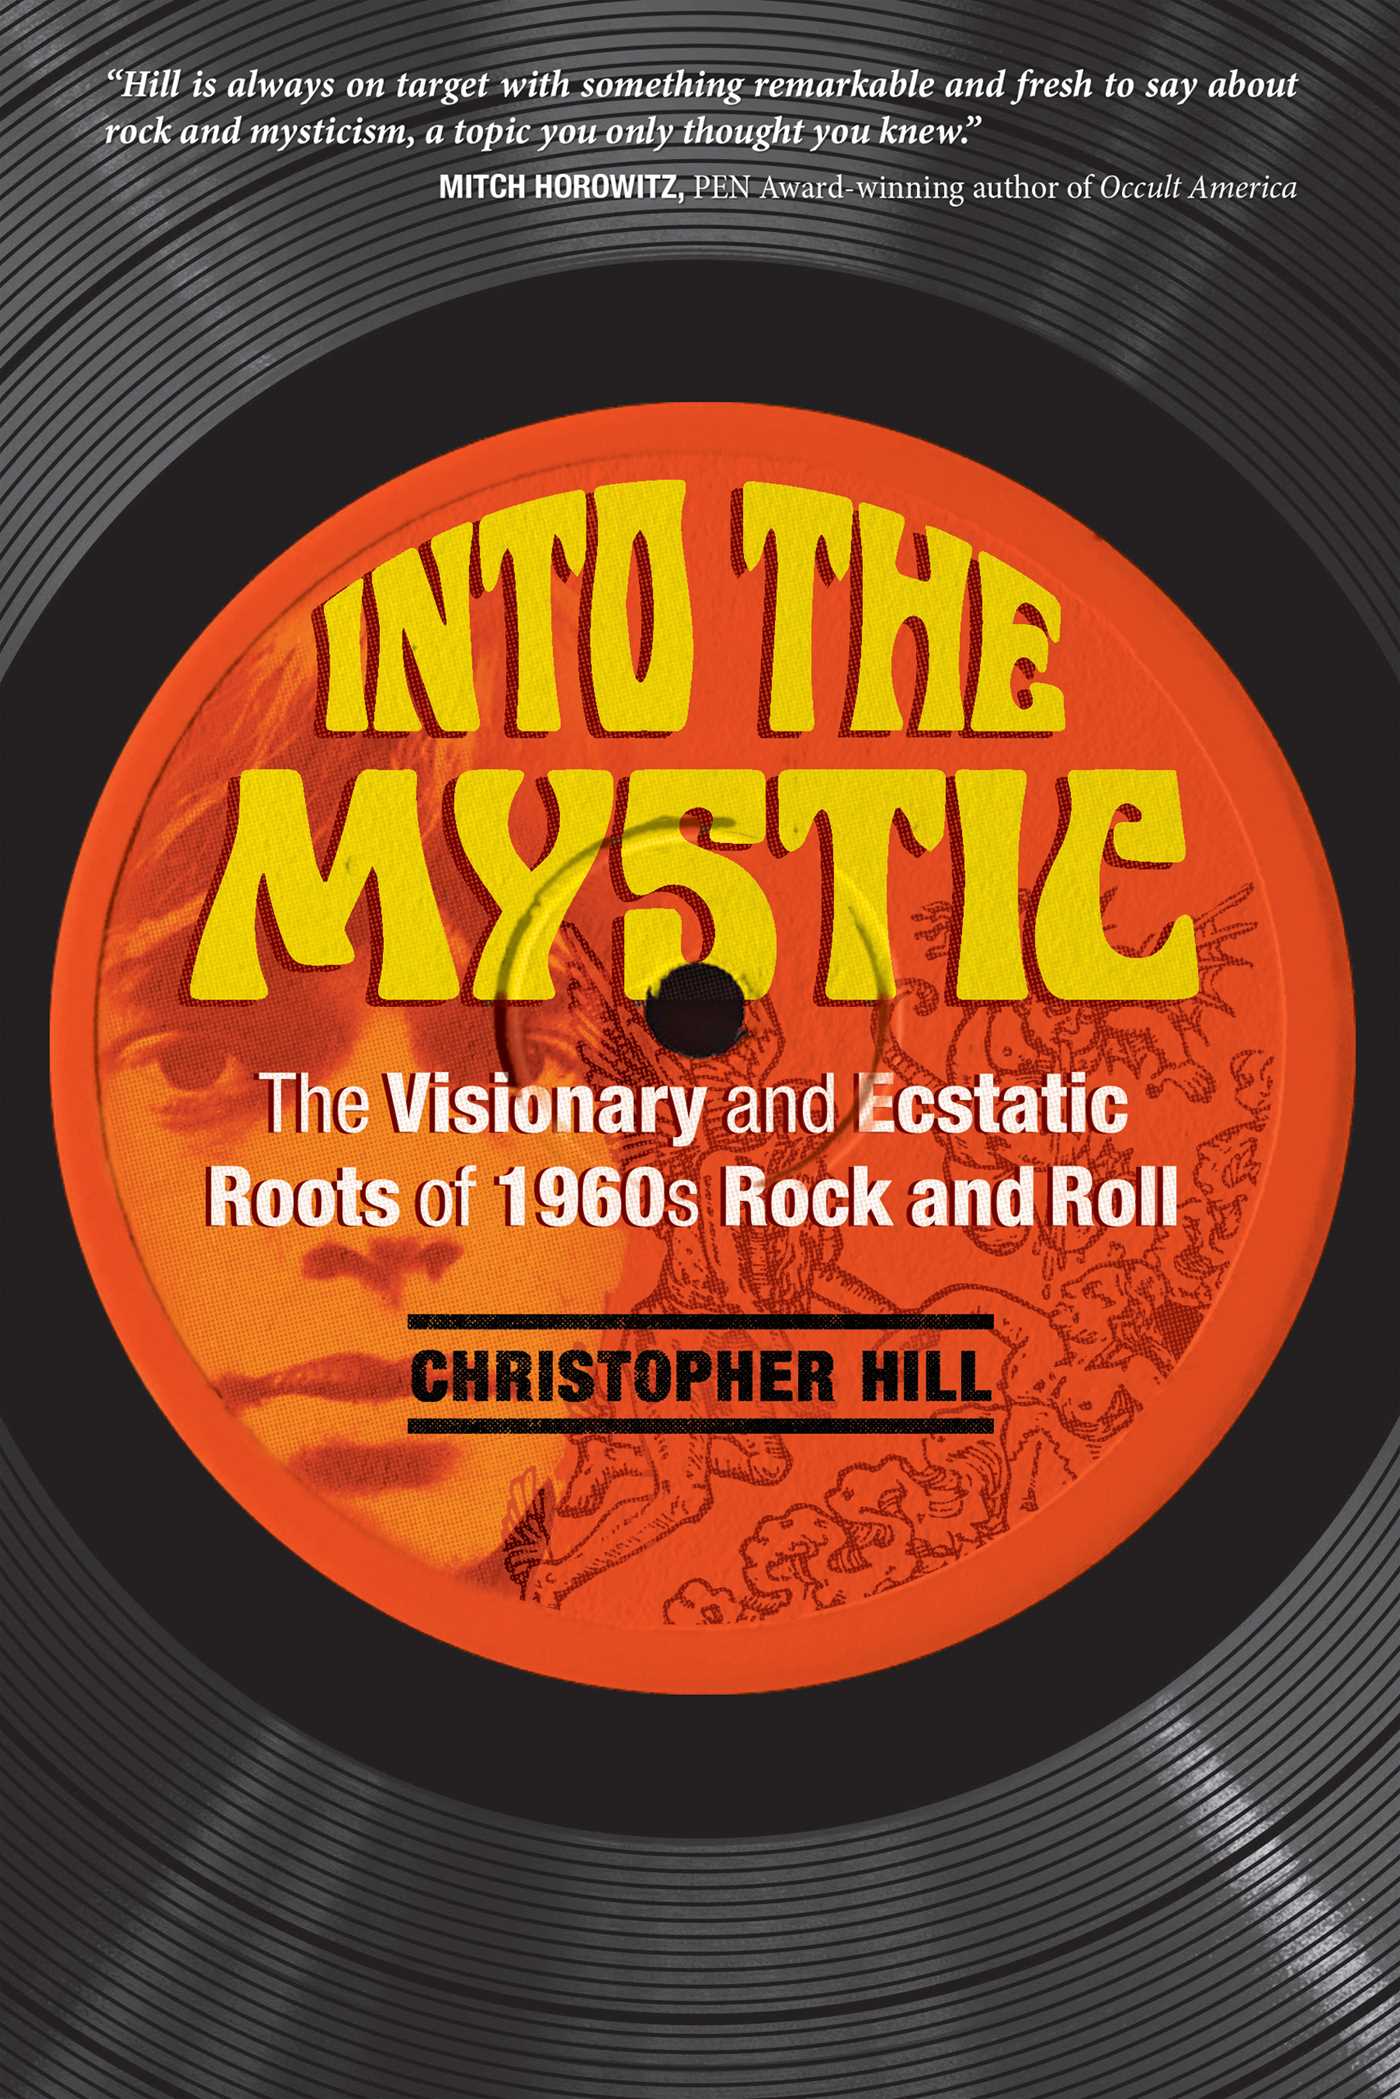 “Hill is always on target with something remarkable and fresh to say about
rock and mysticism, a topic you only thought you knew.”
MITCH HOROWITZ, PEN Award-winning author of Occult America
INTO THE
MYSTIC
The Visionary and Ecstatic
Roots of 1960s Rock and Roll
CHRISTOPHER HILL